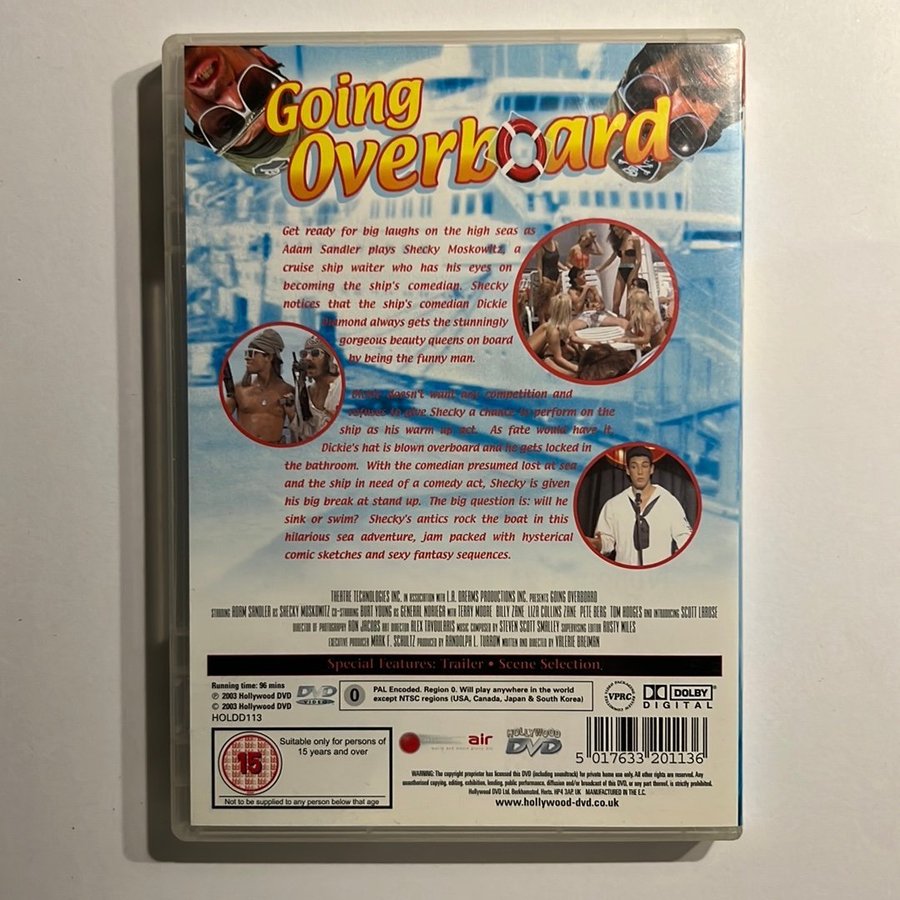 Going
Overboard
Get ready for big laughs on the high seas as
Adam Sandler plays Shecky Moskowitz, a
cruise ship waiter who has his eyes on
becoming the ship's comedian. Shecky
notices that the ship's comedian Dickie
Diamond always gets the stunningly
gorgeous beauty queens on board
by being the funny man.
Dickie doesn't want any competition and
refuses to give Shecky a chance to perform on the
ship as his warm up act. As fate would have it,
Dickie's hat is blown overboard and he gets locked in
the bathroom. With the comedian presumed lost at sea
and the ship in need of a comedy act, Shecky is given
his big break at stand up. The big question is: will he
sink or swim? Shecky's antics rock the boat in this
hilarious sea adventure, jam packed with hysterical
comic sketches and sexy fantasy sequences.
THEATRE TECHNOLOGIES INC. IN ASSOCIATION WITH L.A. DREAMS PRODUCTIONS INC. PRESENTS GOING OVERBOARD
STARRING ADAM SANDLER AS SHECKY MOSKOWITZ CO-STARRING BURT YOUNG AS GENERAL NORIEGA WITH TERRY MOORE BILLY ZANE LIZA COLLINS ZANE PETE BERG TOM HODGES AND INTRODUCING SCOTT LAROSE
DIRECTOR OF PHOTOGRAPHY RON JACOBS ART DIRECTOR ALEX TAVOULARIS MUSIC COMPOSED BY STEVEN SCOTT SMALLEY SUPERVISING EDITOR RUSTY NILES
EXECUTIVE PRODUCER MARK F. SCHULTZ PRODUCED BY RANDOLPH L. TURROW WRITTEN AND DIRECTED BY VALERIE BREIMAN
Special Features: Trailer • Scene Selection.
Running time: 96 mins
℗ 2003 Hollywood DVD
© 2003 Hollywood DVD
HOLDD113
DVD
VIDEO
0
PAL Encoded. Region 0. Will play anywhere in the world
except NTSC regions (USA, Canada, Japan & South Korea)
VPRC
DOLBY
DIGITAL
15
Suitable only for persons of
15 years and over
Not to be supplied to any person below that age
air
HOLLYWOOD
DVD
5 017633 201136
WARNING: The copyright proprietor has licensed this DVD (including soundtrack) for private home use only. All other rights are reserved. Any
unauthorised copying, editing, exhibition, lending, public performance, diffusion and/or broadcast of this DVD, or any part thereof, is strictly prohibited.
Hollywood DVD Ltd. Berkhamsted. Herts. HP4 3AP. UK MANUFACTURED IN THE E.C.
www.hollywood-dvd.co.uk